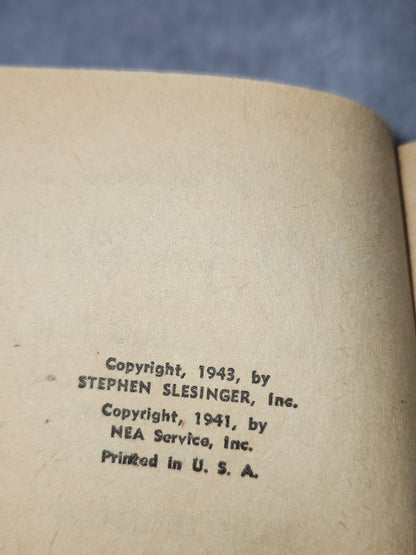 Copyright, 1943, by
STEPHEN SLESINGER, Inc.
Copyright, 1941, by
NEA Service, Inc.
Printed in U. S. A.